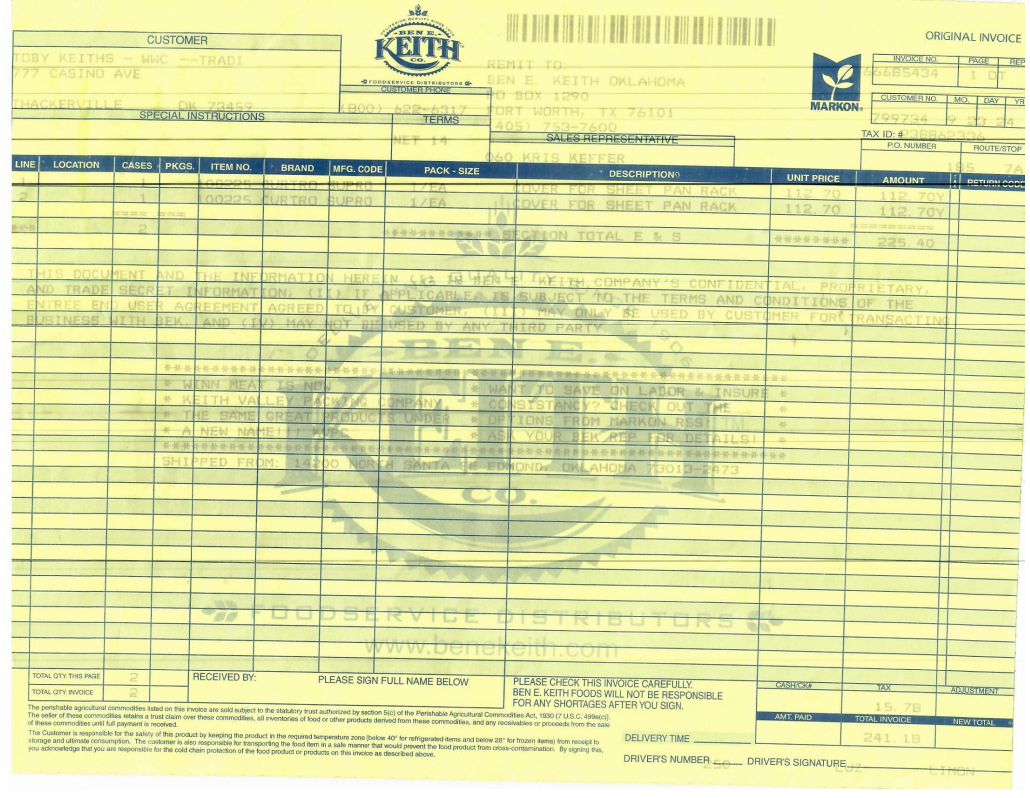 CUSTOMER
TOBY KEITHS - WWC --TRADI
777 CASINO AVE
THACKERVILLE OK 73459
CALIFORNIA QUALITY SINCE 1906
BEN E.
KEITH
CO.
FOODSERVICE DISTRIBUTORS
CUSTOMER PHONE
(800) 622-6317
REMIT TO:
BEN E. KEITH OKLAHOMA
PO BOX 1290
FORT WORTH, TX 76101
(405) 753-7600
MARKON®
ORIGINAL INVOICE
INVOICE NO. PAGE REP
66685434 1 OT
CUSTOMER NO. MO. DAY YR
799734 9 23 24
TAX ID: # 238862336
P.O. NUMBER ROUTE/STOP
185 7A
SPECIAL INSTRUCTIONS
TERMS
NET 14
SALES REPRESENTATIVE
060 KRIS KEFFER
LINE LOCATION CASES PKGS. ITEM NO. BRAND MFG. CODE PACK - SIZE DESCRIPTION UNIT PRICE AMOUNT RETURN CODE
1 1 100225 CURTRO SUPRO 1/EA COVER FOR SHEET PAN RACK 112.70 112.70Y
2 1 100225 CURTRO SUPRO 1/EA COVER FOR SHEET PAN RACK 112.70 112.70Y
==== ==== =========
*** 2 *********** SECTION TOTAL E & S ******** 225.40
THIS DOCUMENT AND THE INFORMATION HEREIN (I) IS BEN E. KEITH COMPANY'S CONFIDENTIAL, PROPRIETARY,
AND TRADE SECRET INFORMATION, (II) IF APPLICABLE, IS SUBJECT TO THE TERMS AND CONDITIONS OF THE
ENTREE END USER AGREEMENT AGREED TO BY CUSTOMER, (III) MAY ONLY BE USED BY CUSTOMER FOR TRANSACTING
BUSINESS WITH BEK, AND (IV) MAY NOT BE USED BY ANY THIRD PARTY.
BEN E.
KEITH
TM
CO.
* WINN MEAT IS NOW * WANT TO SAVE ON LABOR & INSURE *
* KEITH VALLEY PACKING COMPANY * CONSISTANCY? CHECK OUT THE *
* THE SAME GREAT PRODUCTS UNDER * OPTIONS FROM MARKON RSS! *
* A NEW NAME!!! KVPC * ASK YOUR BEK REP FOR DETAILS! *
SHIPPED FROM: 14200 NORTH SANTA FE EDMOND, OKLAHOMA 73013-2473
FOODSERVICE DISTRIBUTORS
www.benekeith.com
TOTAL QTY. THIS PAGE 2
TOTAL QTY. INVOICE 2
RECEIVED BY: PLEASE SIGN FULL NAME BELOW
PLEASE CHECK THIS INVOICE CAREFULLY.
BEN E. KEITH FOODS WILL NOT BE RESPONSIBLE
FOR ANY SHORTAGES AFTER YOU SIGN.
CASH/CK# TAX ADJUSTMENT
15.78
AMT. PAID TOTAL INVOICE NEW TOTAL
241.18
The perishable agricultural commodities listed on this invoice are sold subject to the statutory trust authorized by section 5(c) of the Perishable Agricultural Commodities Act, 1930 (7 U.S.C. 499e(c)).
The seller of these commodities retains a trust claim over these commodities, all inventories of food or other products derived from these commodities, and any receivables or proceeds from the sale
of these commodities until full payment is received.
The Customer is responsible for the safety of this product by keeping the product in the required temperature zone (below 40° for refrigerated items and below 28° for frozen items) from receipt to
storage and ultimate consumption. The customer is also responsible for transporting the food item in a safe manner that would prevent the food product from cross-contamination. By signing this,
you acknowledge that you are responsible for the cold chain protection of the food product or products on this invoice as described above.
DELIVERY TIME
DRIVER'S NUMBER 250 DRIVER'S SIGNATURE LUZ LIMON